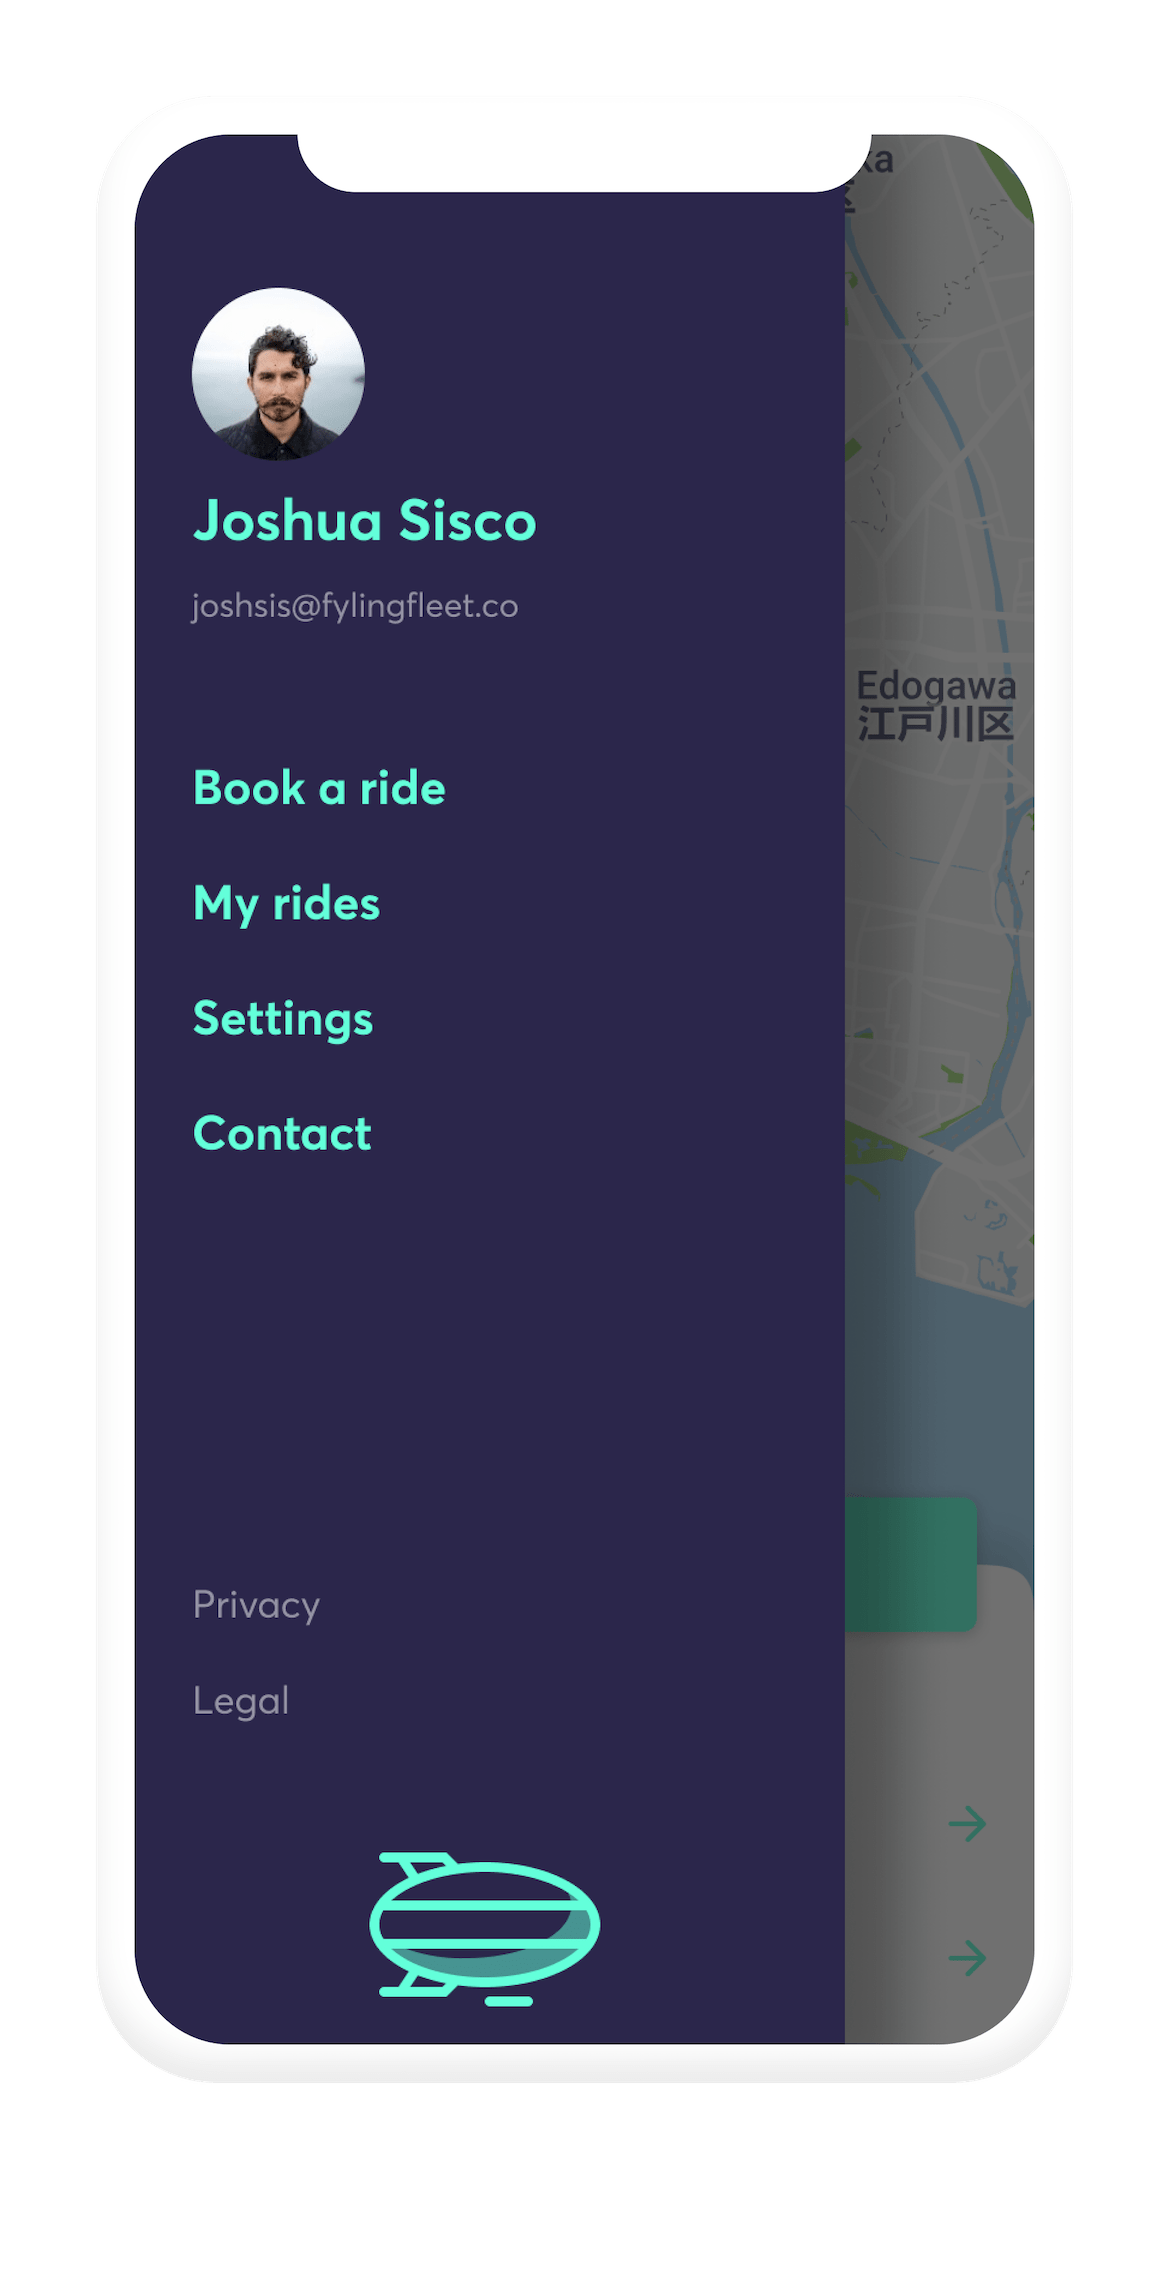 Joshua Sisco
joshsis@fylingfleet.co
Book a ride
My rides
Settings
Contact
Privacy
Legal
Edogawa
江戸川区